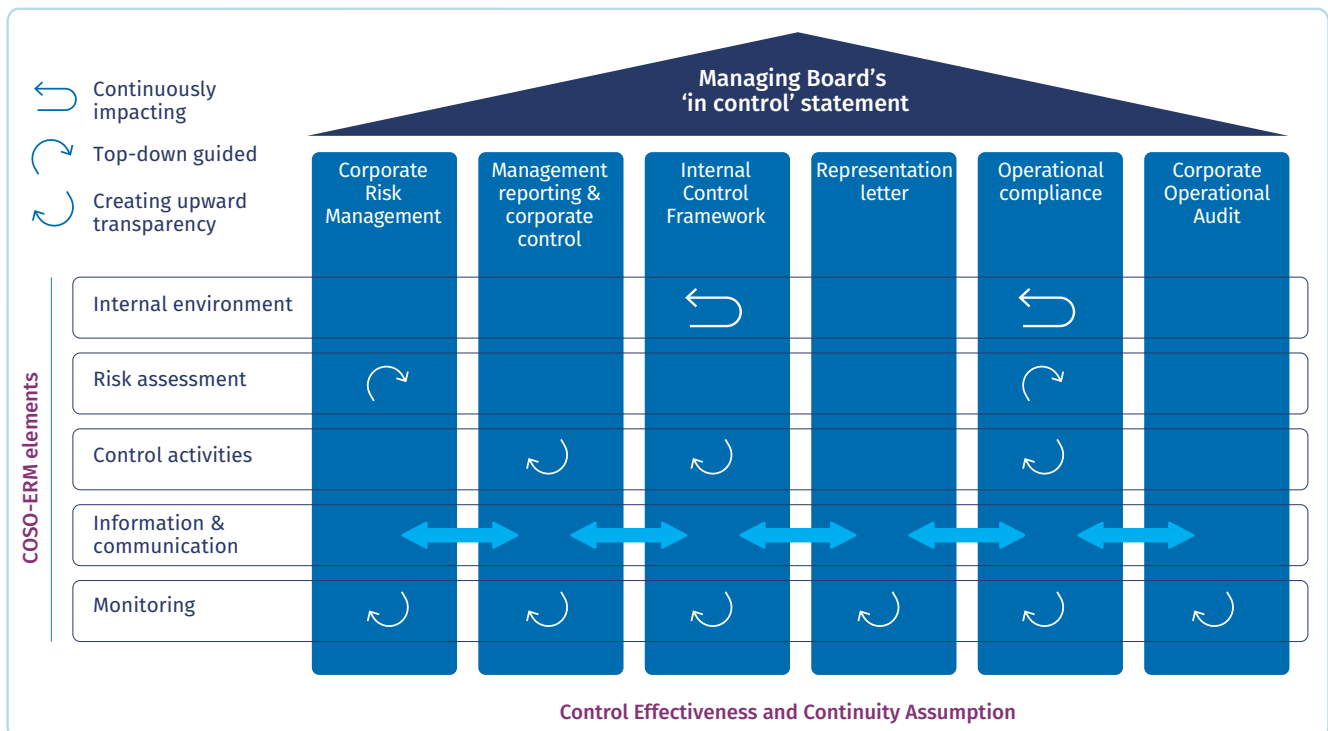 Managing Board's
'in control' statement
Continuously
impacting
Top-down guided
Creating upward
transparency
Corporate
Risk
Management
Management
reporting &
corporate
control
Internal
Control
Framework
Representation
letter
Operational
compliance
Corporate
Operational
Audit
COSO-ERM elements
Internal environment
Risk assessment
Control activities
Information &
communication
Monitoring
Control Effectiveness and Continuity Assumption